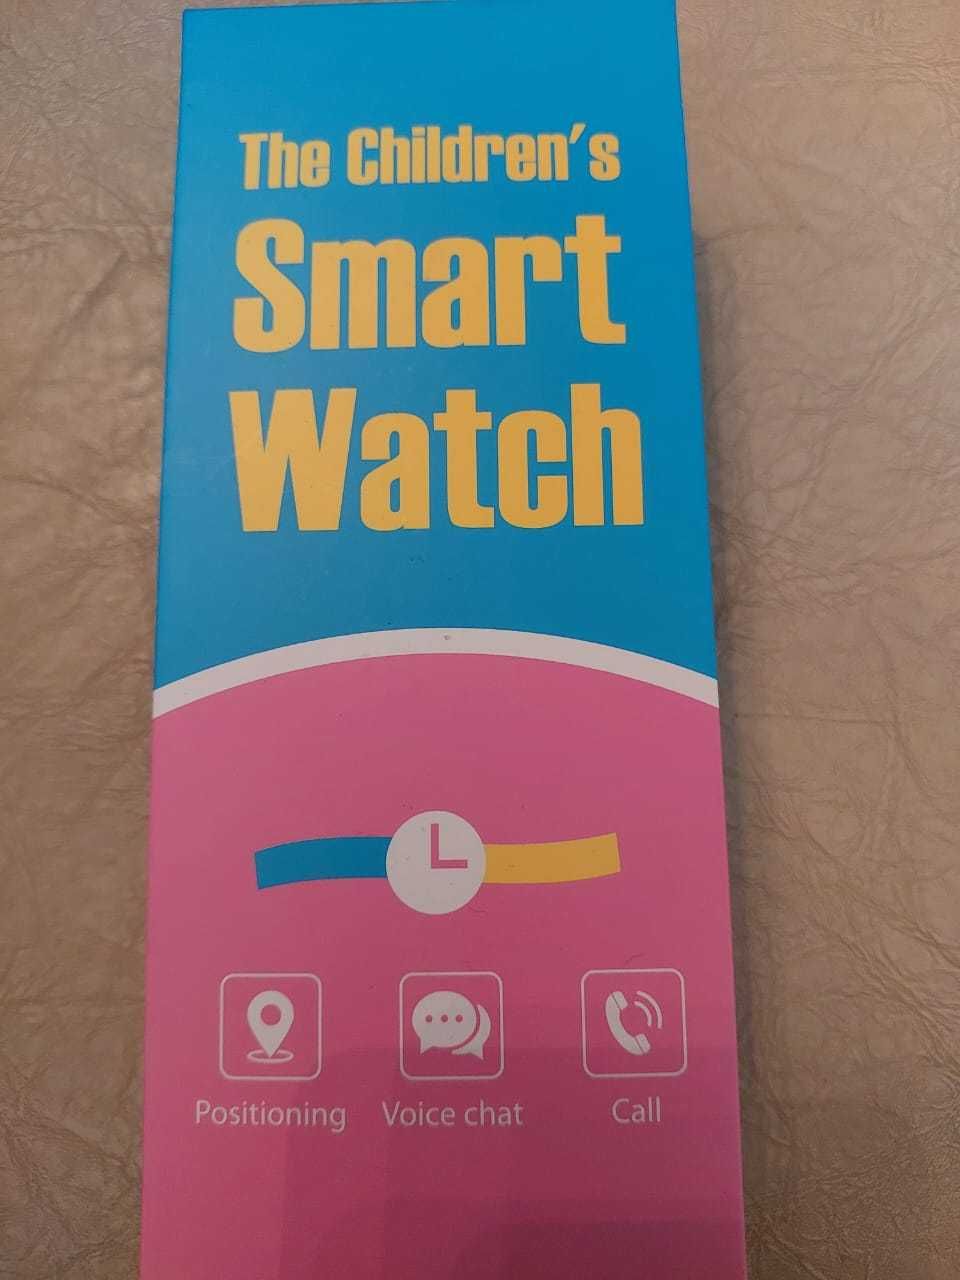 The Children's
Smart
Watch
Positioning Voice chat Call